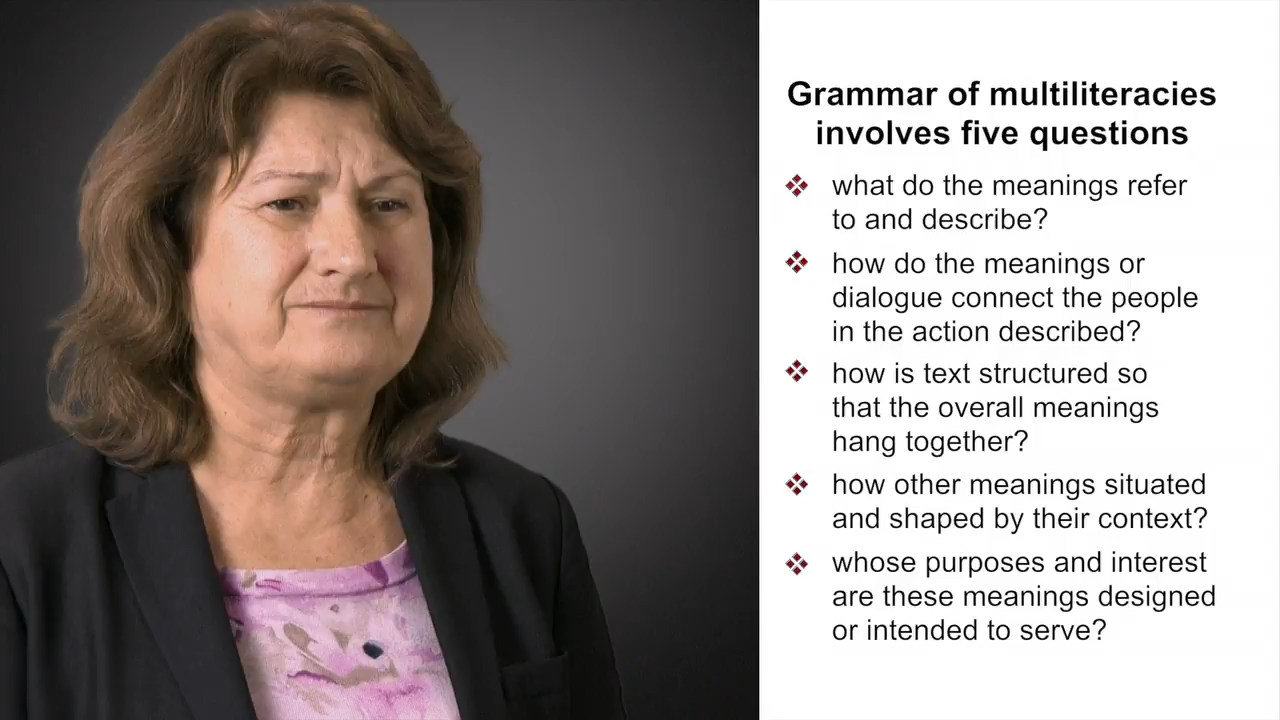 Grammar of multiliteracies
involves five questions
what do the meanings refer
to and describe?
how do the meanings or
dialogue connect the people
in the action described?
how is text structured so
that the overall meanings
hang together?
how other meanings situated
and shaped by their context?
whose purposes and interest
are these meanings designed
or intended to serve?